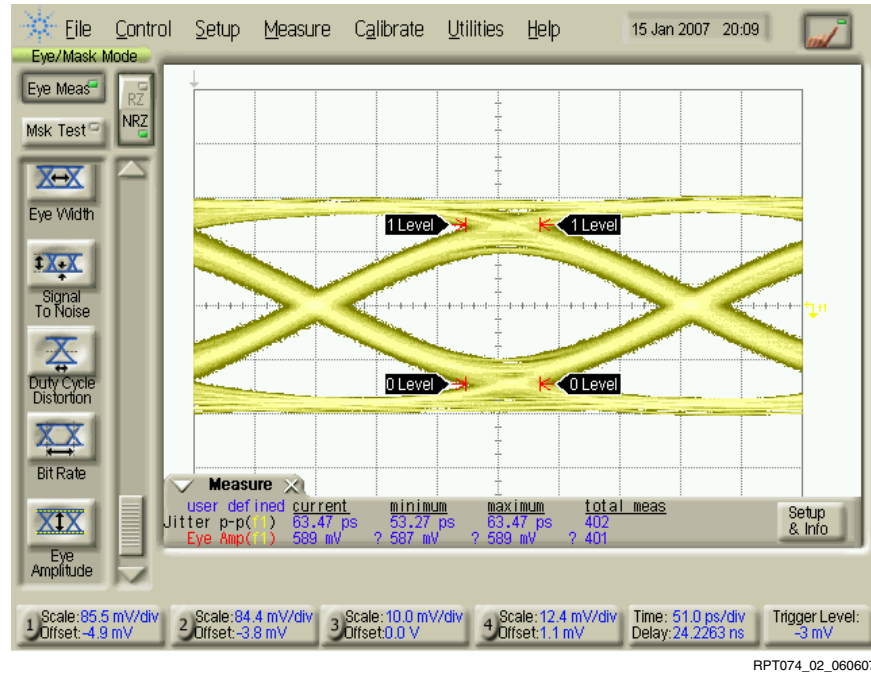 File Control Setup Measure Calibrate Utilities Help 15 Jan 2007 20:09
Eye/Mask Mode
Eye Meas
RZ
NRZ
Msk Test
Eye Width
Signal
To Noise
Duty Cycle
Distortion
Bit Rate
Eye
Amplitude
1 Level 1 Level
0 Level 0 Level
f1
Measure
user defined current minimum maximum total meas
Jitter p-p(f1) 63.47 ps 53.27 ps 63.47 ps 402
Eye Amp(f1) 589 mV ? 587 mV ? 589 mV ? 401
Setup
& Info
1 Scale:85.5 mV/div
Offset:-4.9 mV
2 Scale:84.4 mV/div
Offset:-3.8 mV
3 Scale:10.0 mV/div
Offset:0.0 V
4 Scale:12.4 mV/div
Offset:1.1 mV
Time: 51.0 ps/div
Delay:24.2263 ns
Trigger Level:
-3 mV
RPT074_02_060607